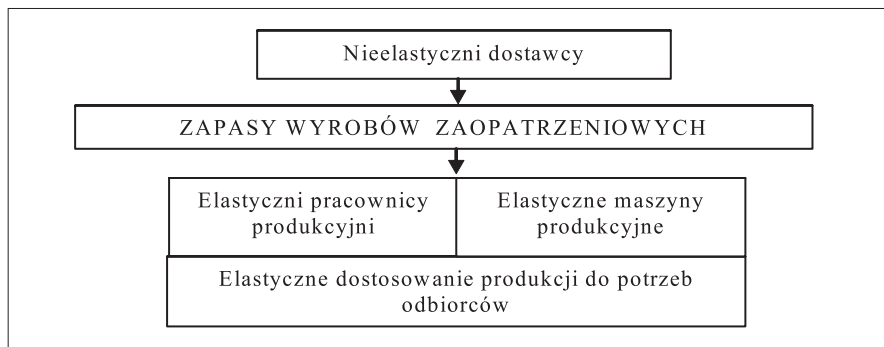 Nieelastyczni dostawcy
ZAPASY WYROBÓW ZAOPATRZENIOWYCH
Elastyczni pracownicy
produkcyjni
Elastyczne maszyny
produkcyjne
Elastyczne dostosowanie produkcji do potrzeb
odbiorców